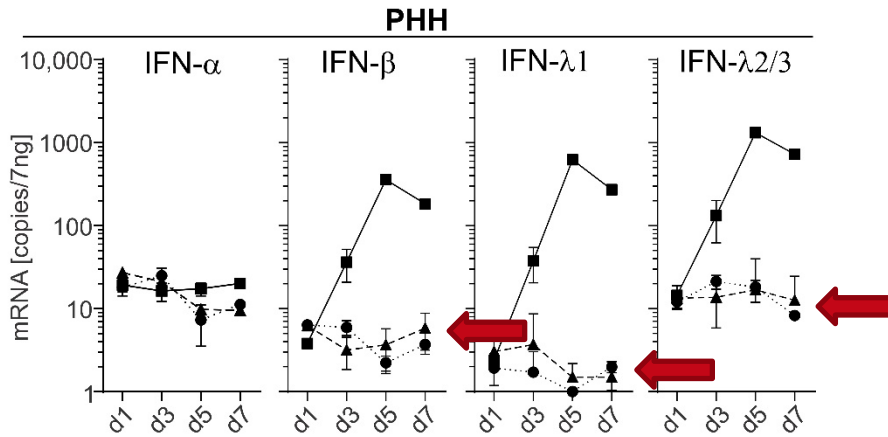 PHH
IFN-α IFN-β IFN-λ1 IFN-λ2/3
mRNA [copies/7ng]
10,000
1000
100
10
1
d1 d3 d5 d7 d1 d3 d5 d7 d1 d3 d5 d7 d1 d3 d5 d7